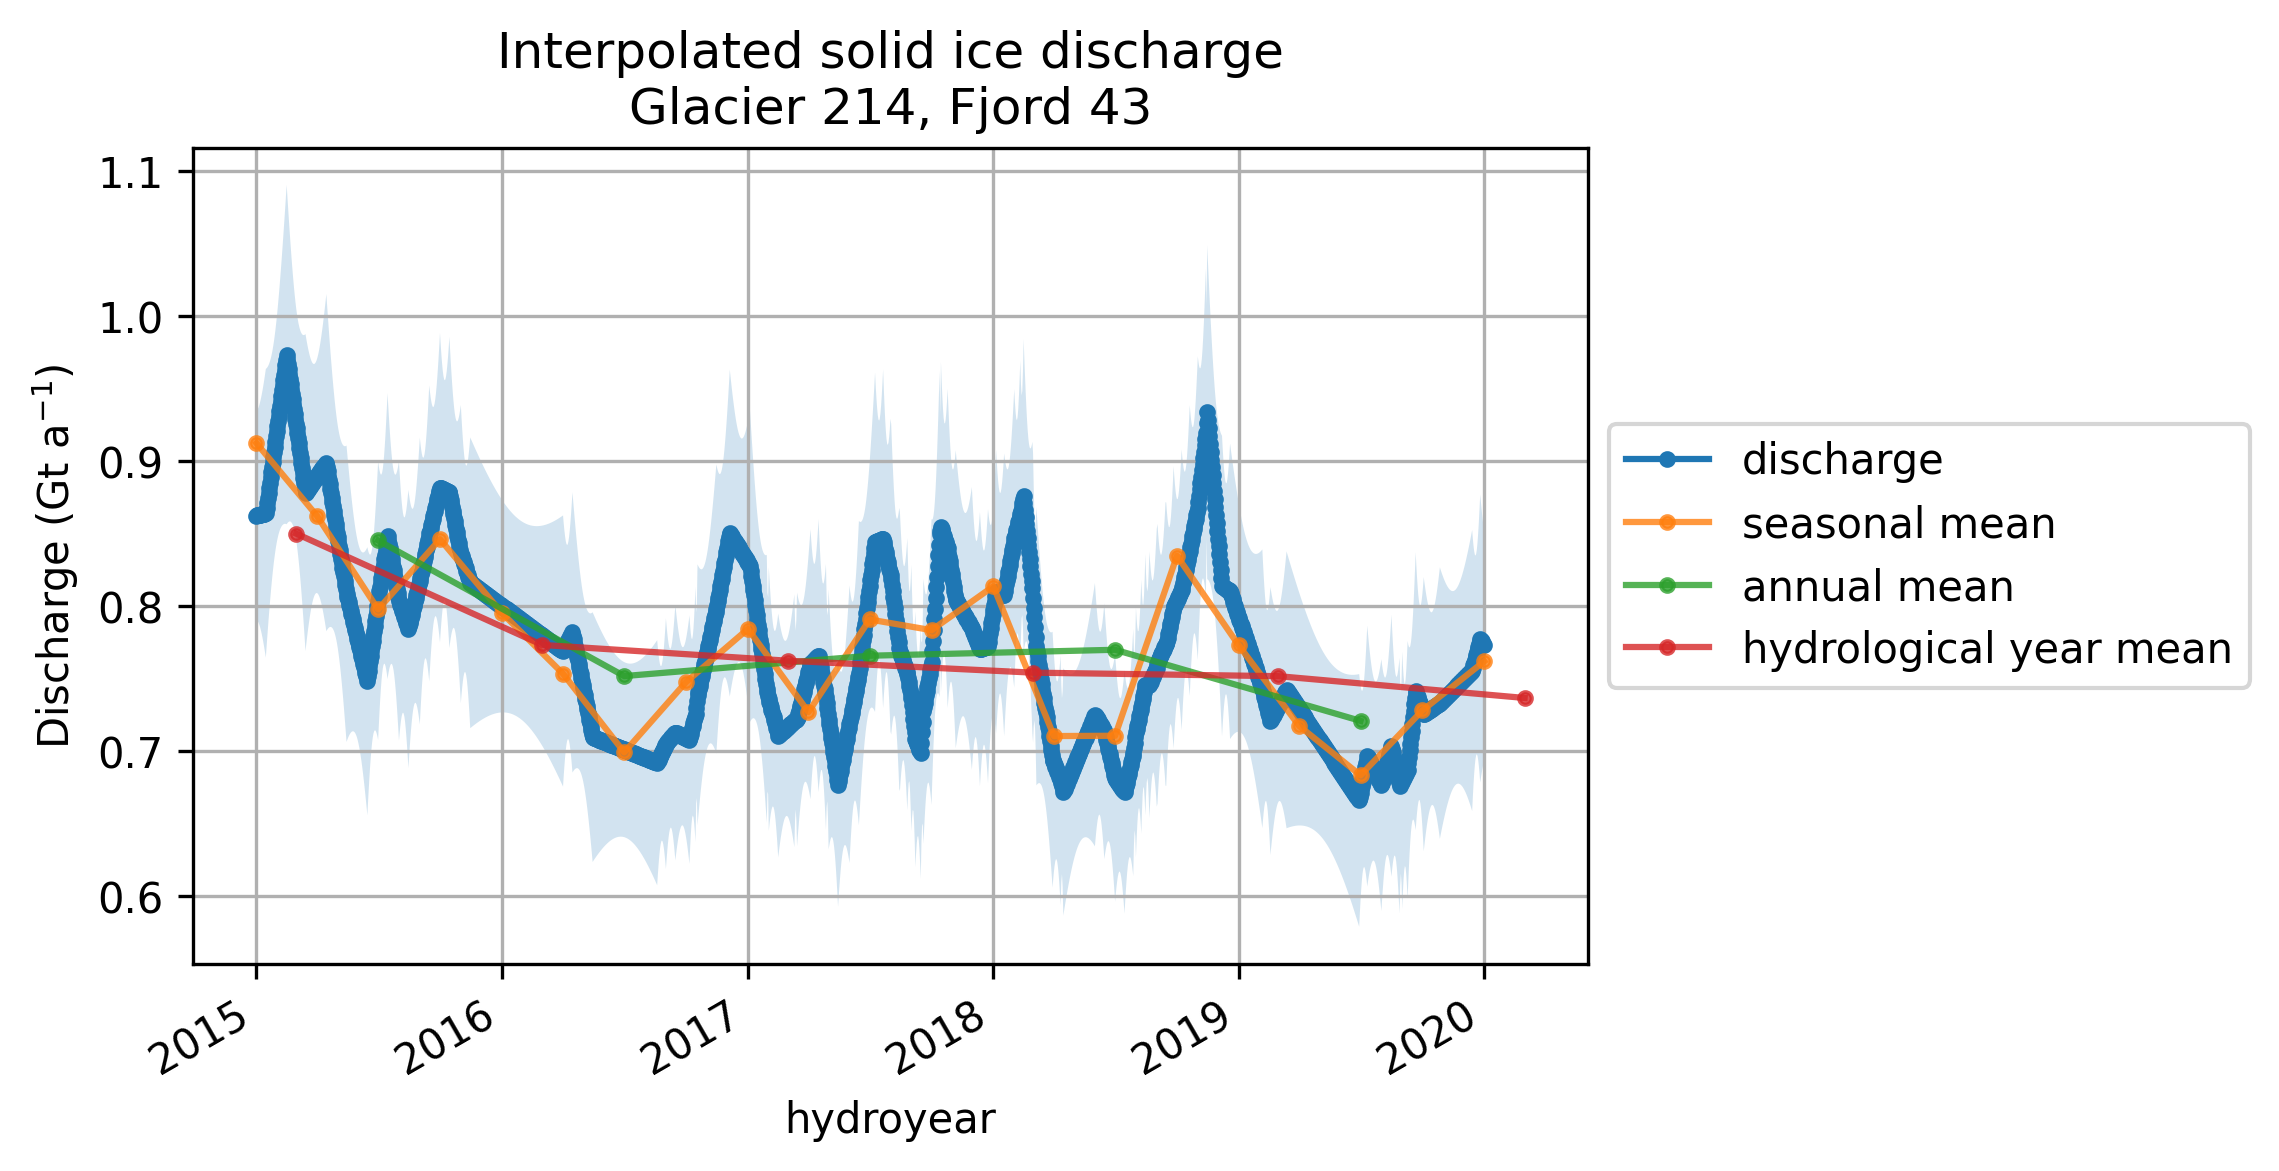 Interpolated solid ice discharge
Glacier 214, Fjord 43
Discharge (Gt a⁻¹)
1.1
1.0
0.9
0.8
0.7
0.6
2015 2016 2017 2018 2019 2020
hydroyear
discharge
seasonal mean
annual mean
hydrological year mean